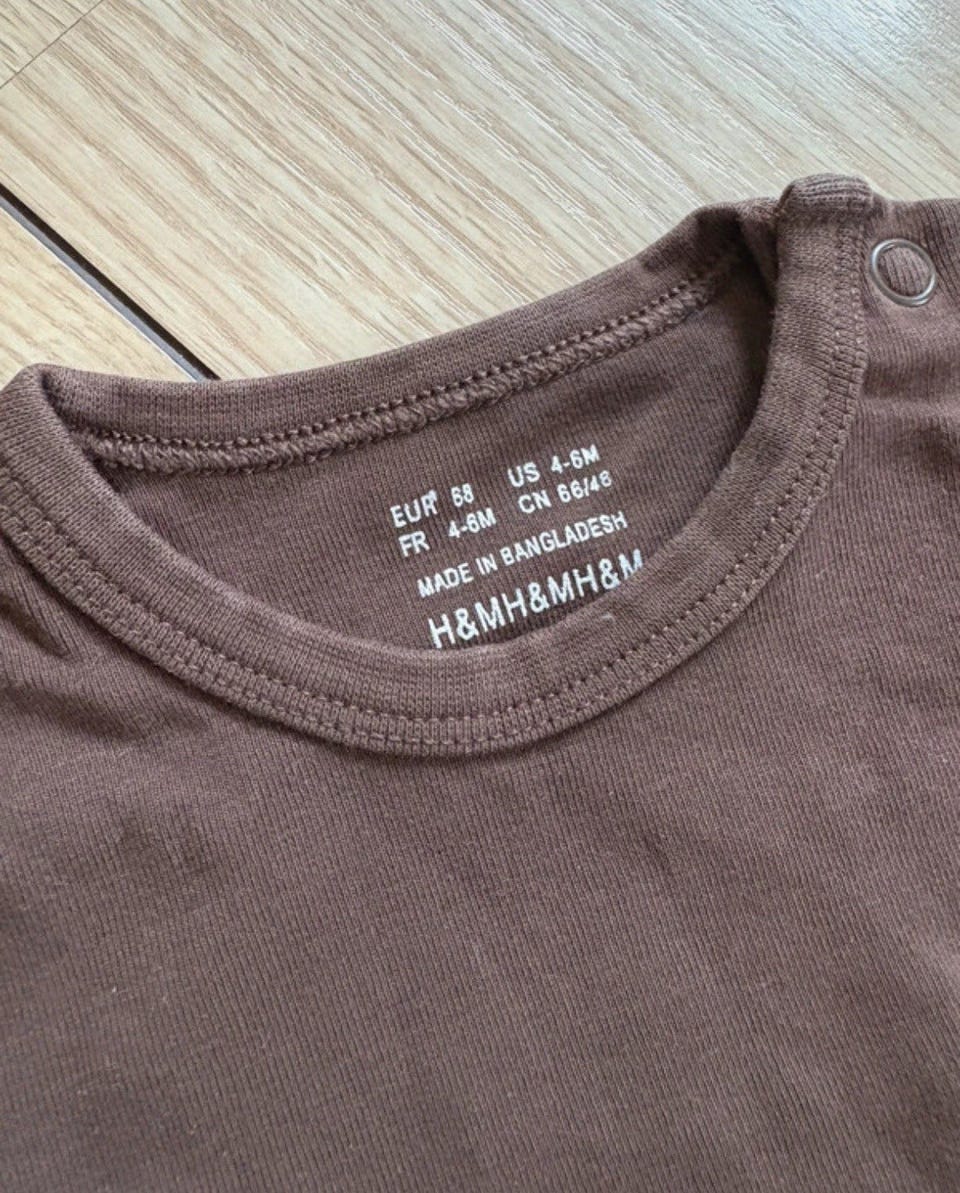 EUR 68 US 4-6M
FR 4-6M CN 66/48
MADE IN BANGLADESH
H&MH&MH&M